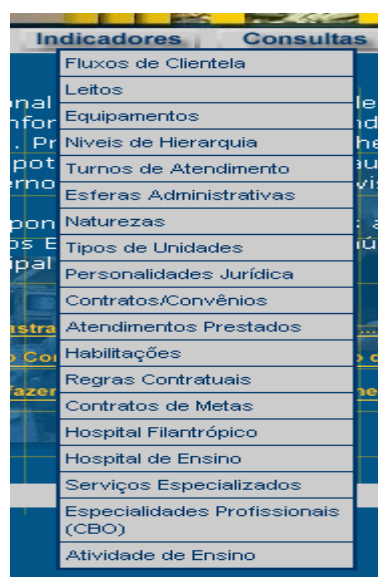 Indicadores Consultas
Fluxos de Clientela
Leitos
Equipamentos
Niveis de Hierarquia
Turnos de Atendimento
Esferas Administrativas
Naturezas
Tipos de Unidades
Personalidades Jurídica
Contratos/Convênios
Atendimentos Prestados
Habilitações
Regras Contratuais
Contratos de Metas
Hospital Filantrópico
Hospital de Ensino
Serviços Especializados
Especialidades Profissionais
(CBO)
Atividade de Ensino